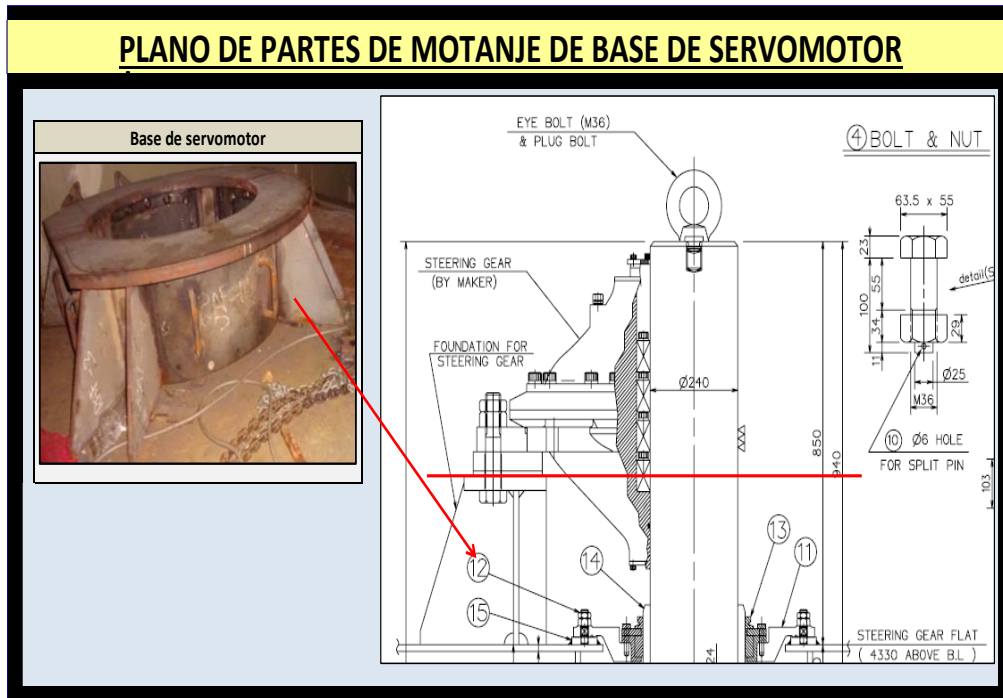 PLANO DE PARTES DE MOTANJE DE BASE DE SERVOMOTOR
Base de servomotor
EYE BOLT (M36)
& PLUG BOLT
4 BOLT & NUT
63.5 x 55
23
55
100
34
11
29
detail(S
Ø25
M36
10 Ø6 HOLE
FOR SPLIT PIN
STEERING GEAR
(BY MAKER)
FOUNDATION FOR
STEERING GEAR
Ø240
850
940
103
12
15
14
13
11
24
STEERING GEAR FLAT
( 4330 ABOVE B.L )